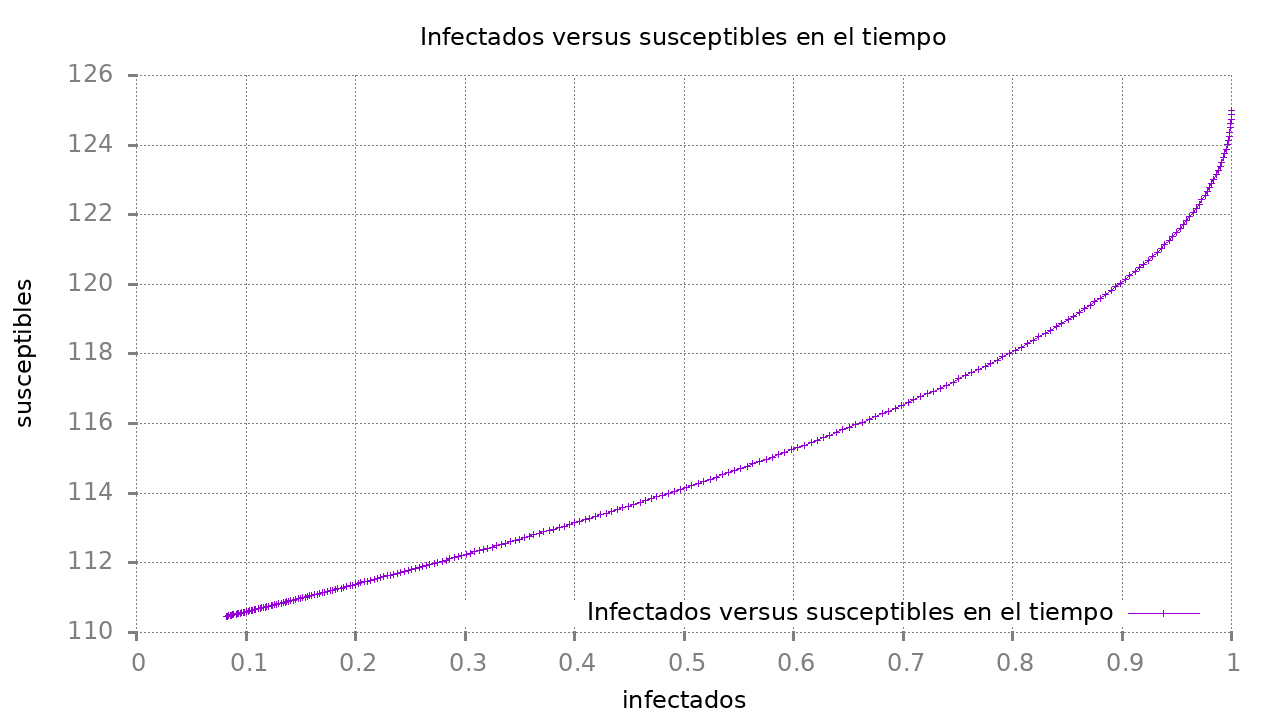 Infectados versus susceptibles en el tiempo
126
124
122
120
118
116
114
112
110
susceptibles
Infectados versus susceptibles en el tiempo
0 0.1 0.2 0.3 0.4 0.5 0.6 0.7 0.8 0.9 1
infectados